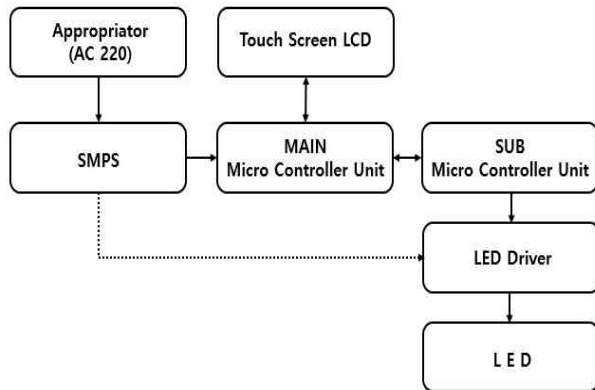 Appropriator
(AC 220)
Touch Screen LCD
SMPS
MAIN
Micro Controller Unit
SUB
Micro Controller Unit
LED Driver
L E D